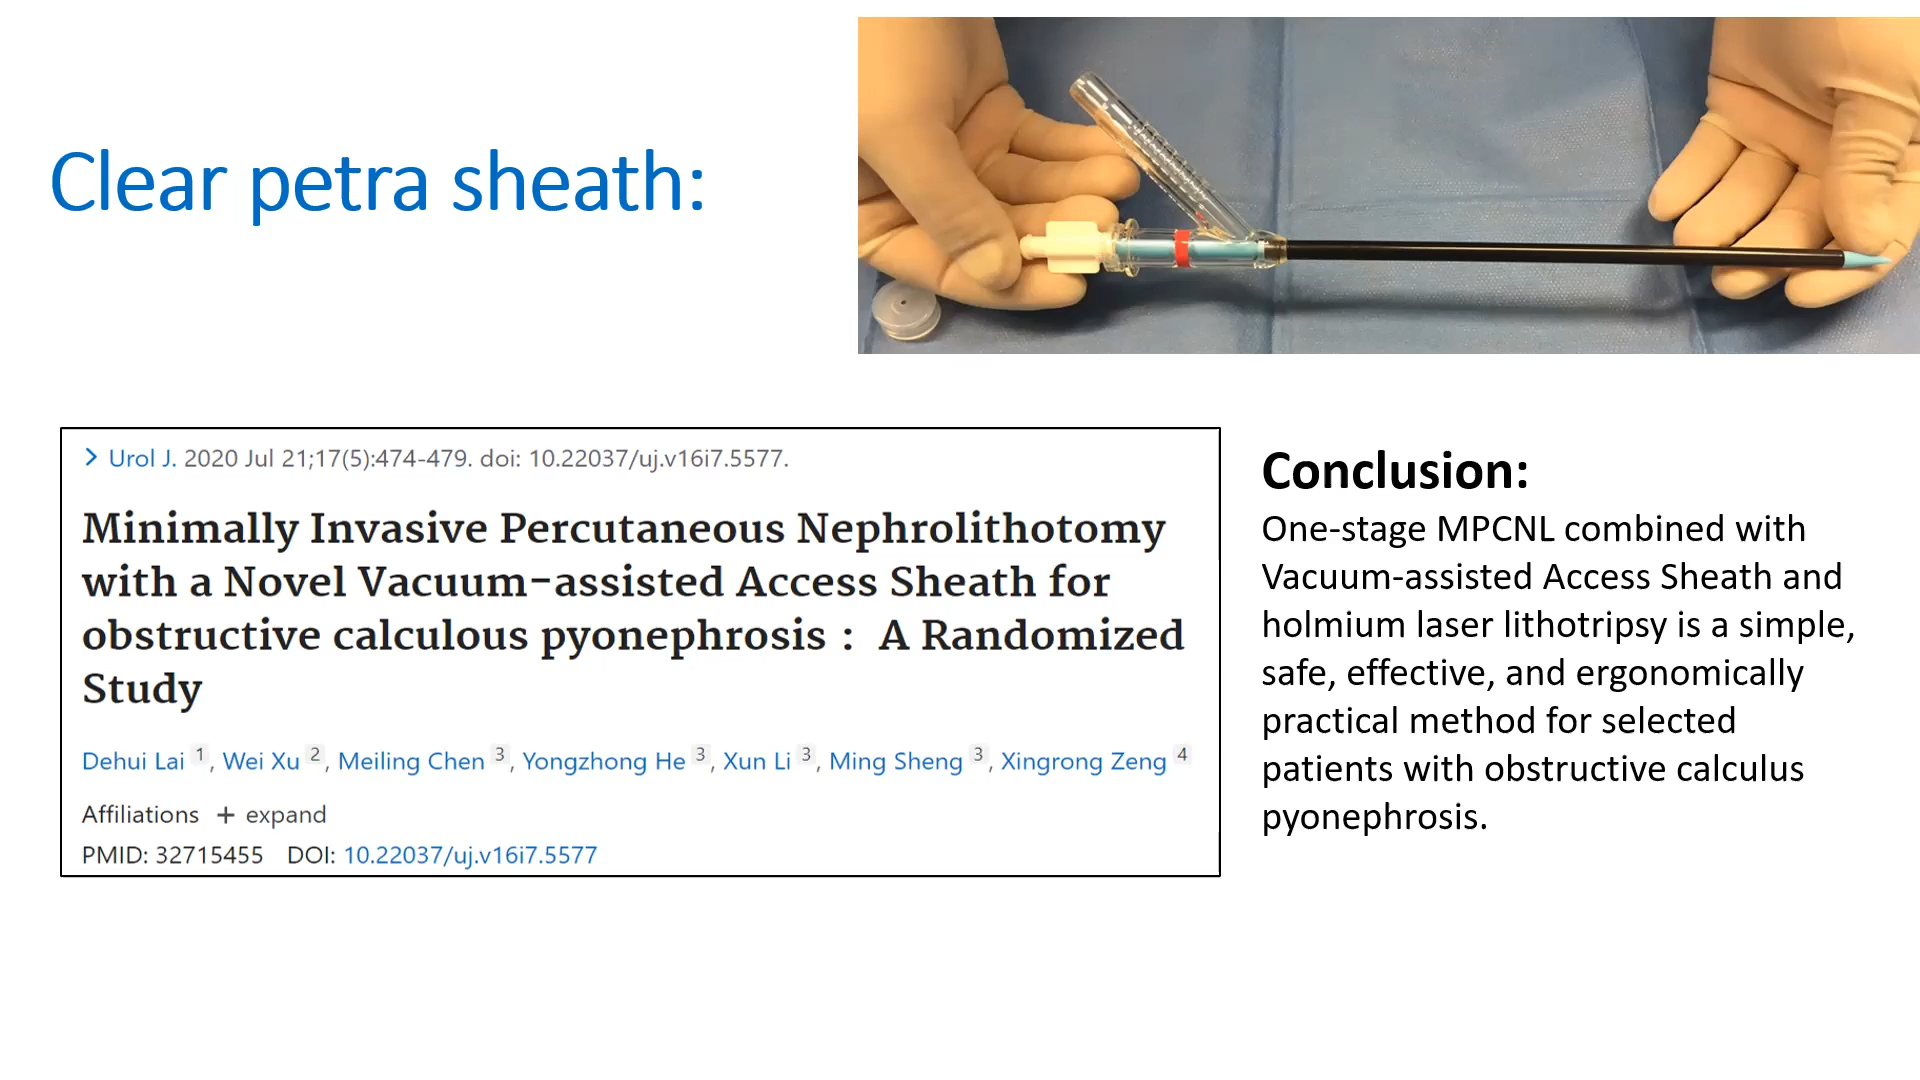 Clear petra sheath:
> Urol J. 2020 Jul 21;17(5):474-479. doi: 10.22037/uj.v16i7.5577.
Minimally Invasive Percutaneous Nephrolithotomy
with a Novel Vacuum-assisted Access Sheath for
obstructive calculous pyonephrosis : A Randomized
Study
Dehui Lai 1, Wei Xu 2, Meiling Chen 3, Yongzhong He 3, Xun Li 3, Ming Sheng 3, Xingrong Zeng 4
Affiliations + expand
PMID: 32715455 DOI: 10.22037/uj.v16i7.5577
Conclusion:
One-stage MPCNL combined with
Vacuum-assisted Access Sheath and
holmium laser lithotripsy is a simple,
safe, effective, and ergonomically
practical method for selected
patients with obstructive calculus
pyonephrosis.